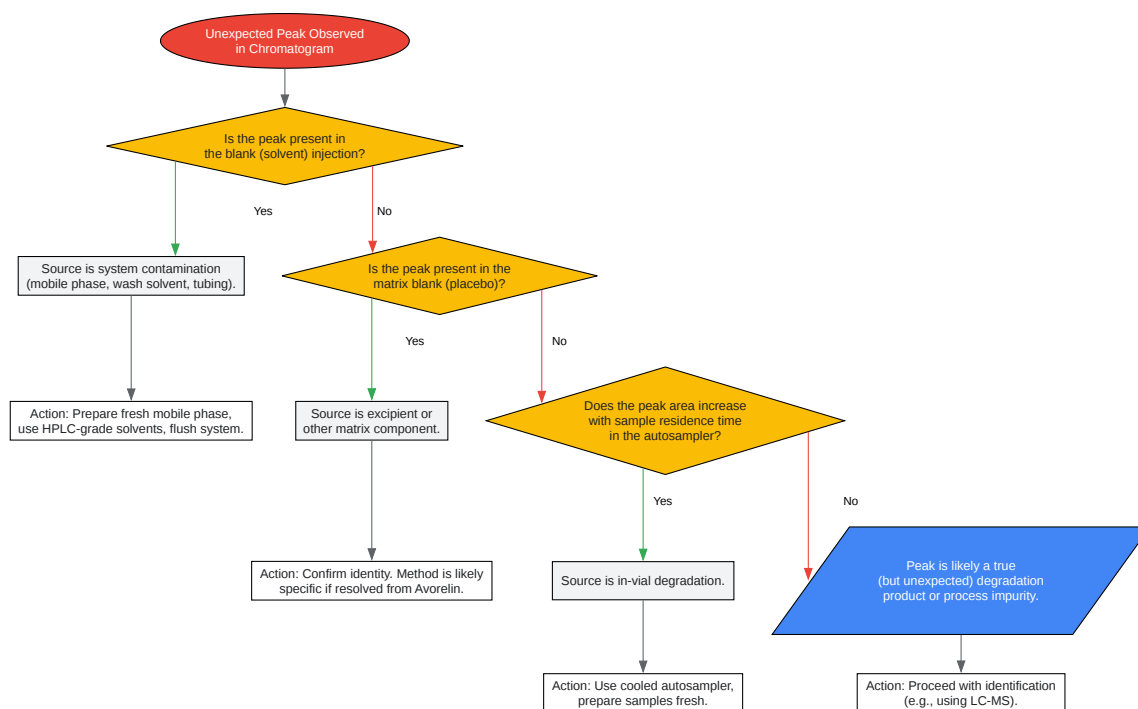 Unexpected Peak Observed
in Chromatogram
Is the peak present in
the blank (solvent) injection?
Yes
No
Source is system contamination
(mobile phase, wash solvent, tubing).
Is the peak present in the
matrix blank (placebo)?
Yes
No
Action: Prepare fresh mobile phase,
use HPLC-grade solvents, flush system.
Source is excipient or
other matrix component.
Does the peak area increase
with sample residence time
in the autosampler?
Yes
No
Action: Confirm identity. Method is likely
specific if resolved from Avorelin.
Source is in-vial degradation.
Peak is likely a true
(but unexpected) degradation
product or process impurity.
Action: Use cooled autosampler,
prepare samples fresh.
Action: Proceed with identification
(e.g., using LC-MS).